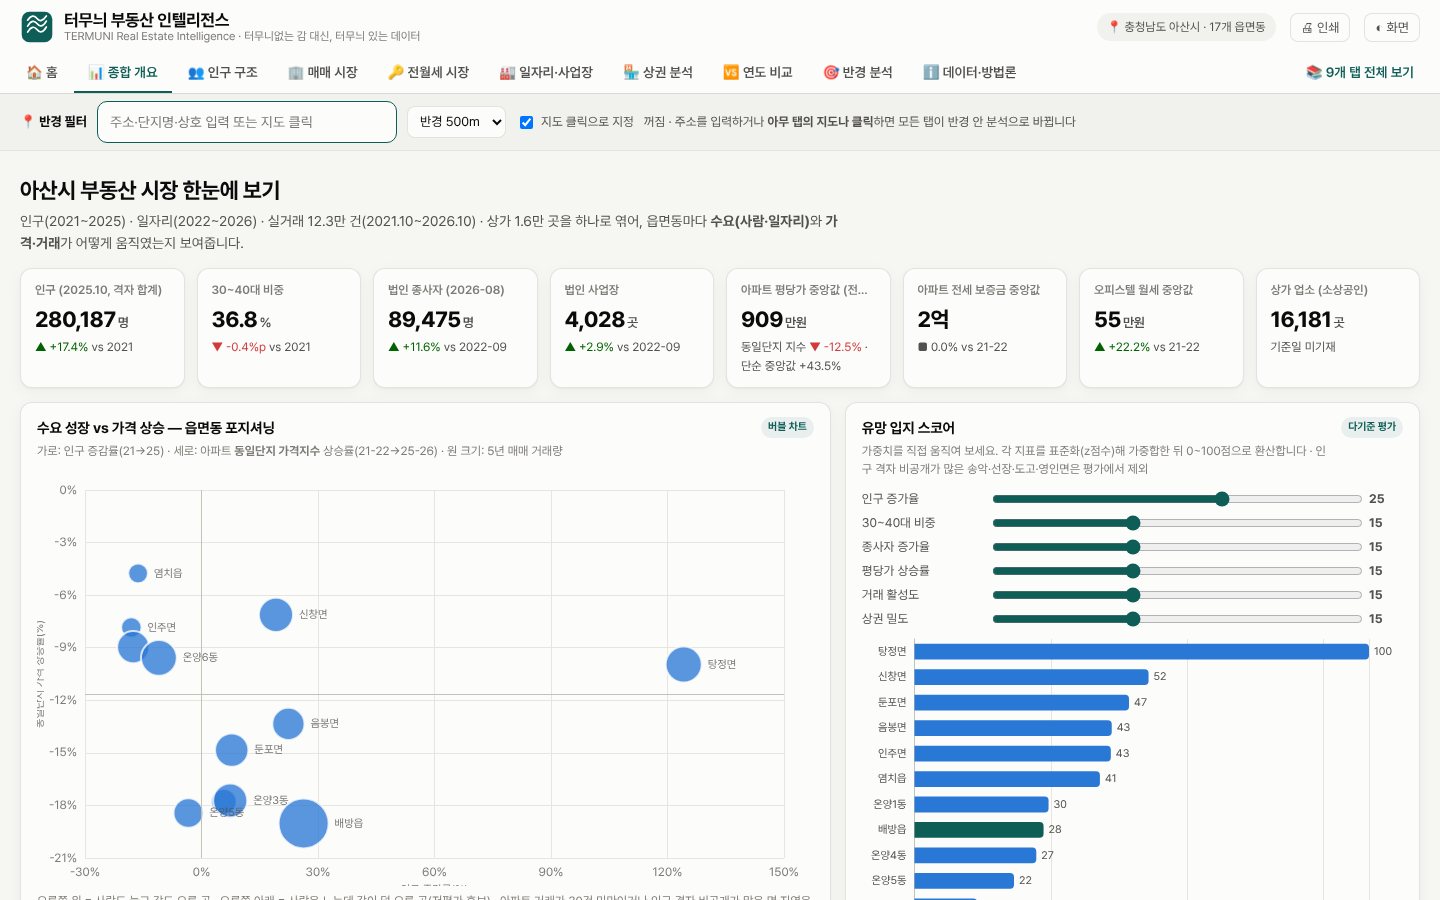 터무늬 부동산 인텔리전스
TERMUNI Real Estate Intelligence · 터무니없는 감 대신, 터무늬 있는 데이터
📍 충청남도 아산시 · 17개 읍면동
🖨 인쇄
◐ 화면
🏠 홈
📊 종합 개요
👥 인구 구조
🏢 매매 시장
🔑 전월세 시장
🏭 일자리·사업장
🏪 상권 분석
🆚 연도 비교
🎯 반경 분석
ℹ️ 데이터·방법론
📚 9개 탭 전체 보기
📍 반경 필터
주소·단지명·상호 입력 또는 지도 클릭
반경 500m
지도 클릭으로 지정
꺼짐 · 주소를 입력하거나 아무 탭의 지도나 클릭하면 모든 탭이 반경 안 분석으로 바뀝니다
아산시 부동산 시장 한눈에 보기
인구(2021~2025) · 일자리(2022~2026) · 실거래 12.3만 건(2021.10~2026.10) · 상가 1.6만 곳을 하나로 엮어, 읍면동마다 수요(사람·일자리)와 가
격·거래가 어떻게 움직였는지 보여줍니다.
인구 (2025.10, 격자 합계)
280,187 명
▲ +17.4% vs 2021
30~40대 비중
36.8 %
▼ -0.4%p vs 2021
법인 종사자 (2026-08)
89,475 명
▲ +11.6% vs 2022-09
법인 사업장
4,028 곳
▲ +2.9% vs 2022-09
아파트 평당가 중앙값 (전...
909 만원
동일단지 지수 ▼ -12.5% ·
단순 중앙값 +43.5%
아파트 전세 보증금 중앙값
2억
■ 0.0% vs 21-22
오피스텔 월세 중앙값
55 만원
▲ +22.2% vs 21-22
상가 업소 (소상공인)
16,181 곳
기준일 미기재
수요 성장 vs 가격 상승 — 읍면동 포지셔닝
버블 차트
가로: 인구 증감률(21→25) · 세로: 아파트 동일단지 가격지수 상승률(21-22→25-26) · 원 크기: 5년 매매 거래량
0%
-3%
-6%
-9%
-12%
-15%
-18%
-21%
염치읍
신창면
인주면
온양6동
탕정면
음봉면
둔포면
온양3동
온양5동
배방읍
-30%
0%
30%
60%
90%
120%
150%
유망 입지 스코어
다기준 평가
가중치를 직접 움직여 보세요. 각 지표를 표준화(z점수)해 가중합한 뒤 0~100점으로 환산합니다 · 인
구 격자 비공개가 많은 송악·선장·도고·영인면은 평가에서 제외
인구 증가율 25
30~40대 비중 15
종사자 증가율 15
평당가 상승률 15
거래 활성도 15
상권 밀도 15
탕정면 100
신창면 52
둔포면 47
음봉면 43
인주면 43
염치읍 41
온양1동 30
배방읍 28
온양4동 27
온양5동 22